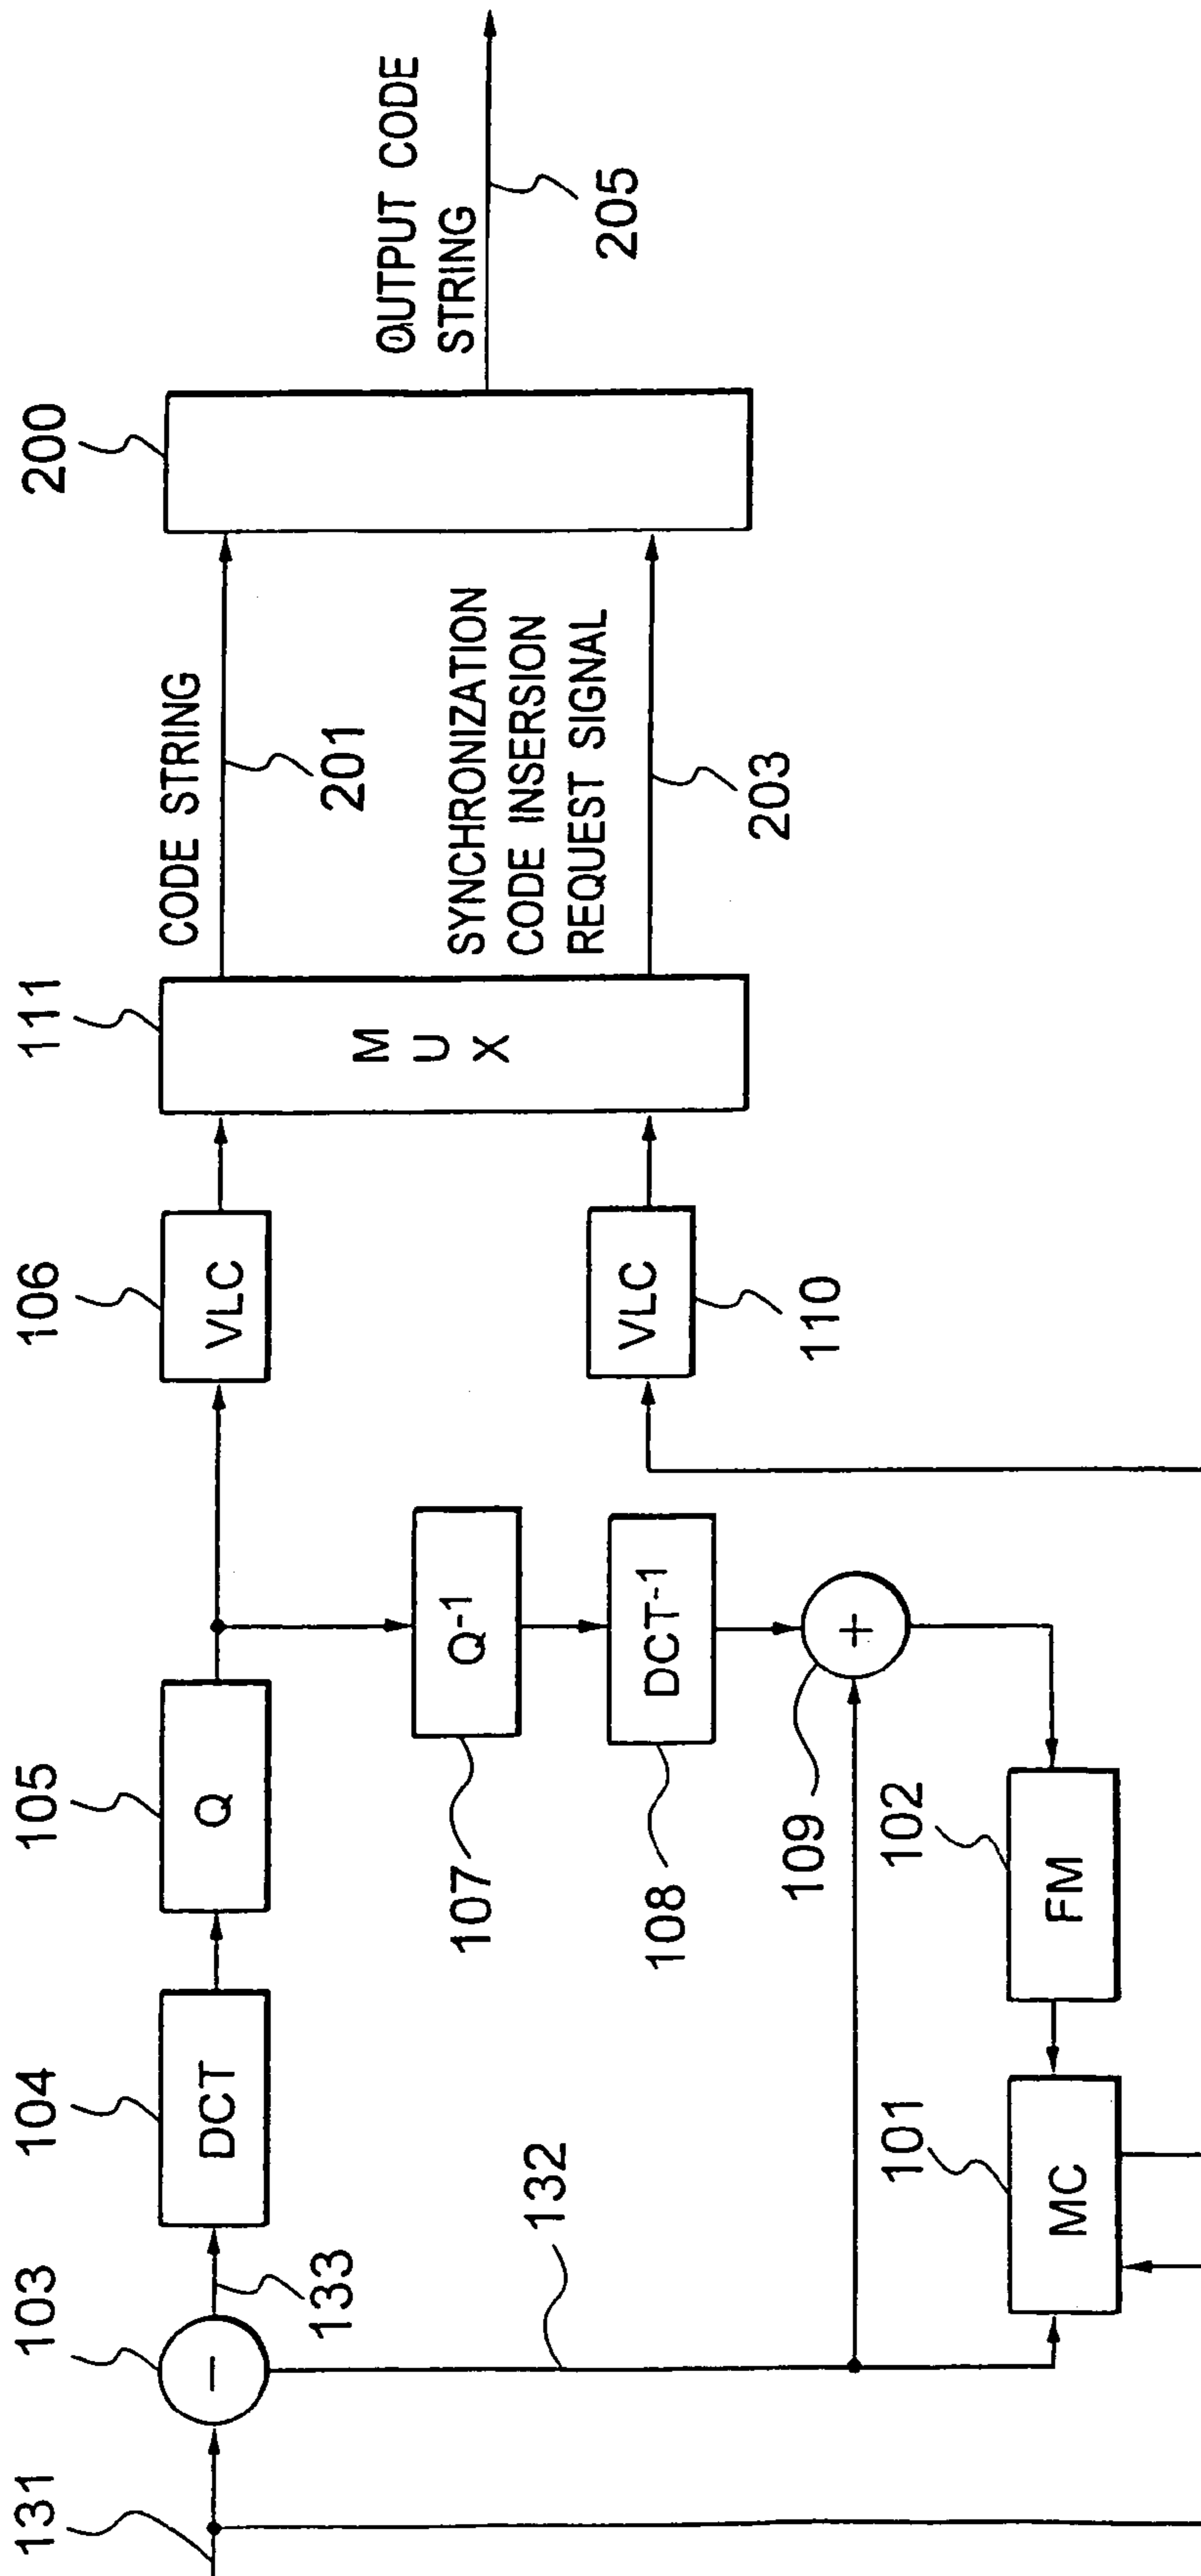 131
103
133
132
104
DCT
105
Q
107
Q-1
108
DCT-1
109
+
-
102
FM
101
MC
106
VLC
110
VLC
111
M
U
X
CODE STRING
201
SYNCHRONIZATION
CODE INSERSION
REQUEST SIGNAL
203
200
OUTPUT CODE
STRING
205